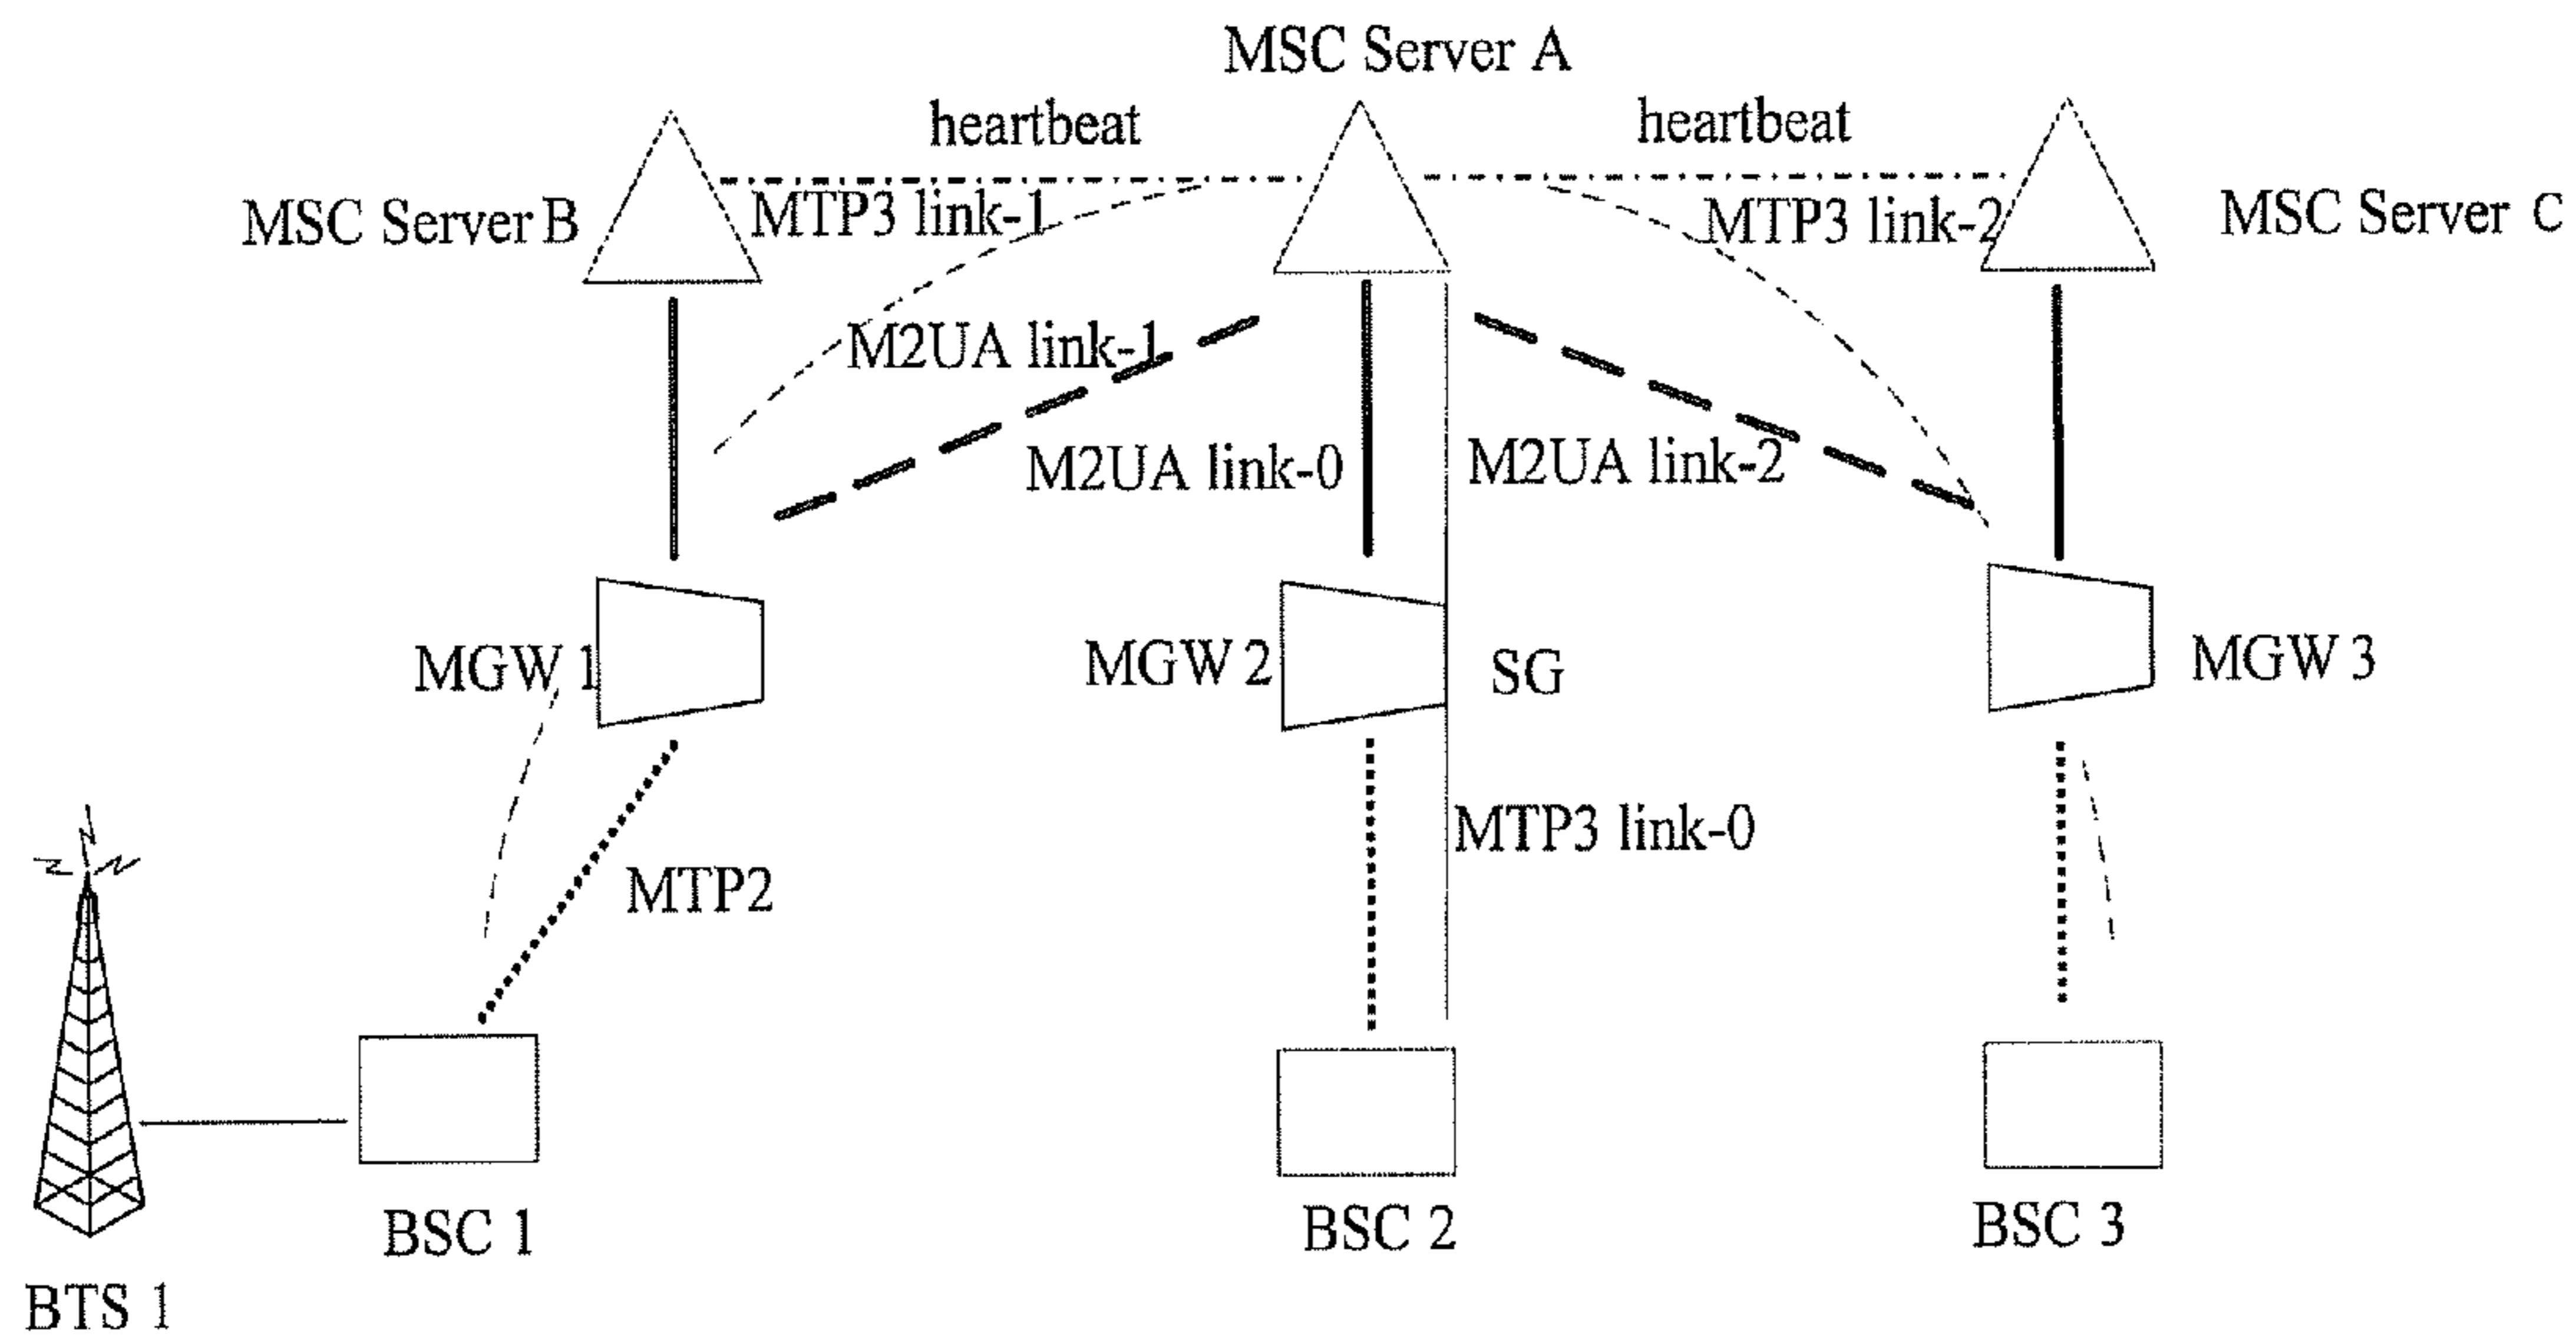 MSC Server A
heartbeat
heartbeat
MSC Server B
MTP3 link-1
MTP3 link-2
MSC Server C
M2UA link-1
M2UA link-0
M2UA link-2
MGW 1
MGW 2
SG
MGW 3
MTP3 link-0
MTP2
BSC 1
BSC 2
BSC 3
BTS 1